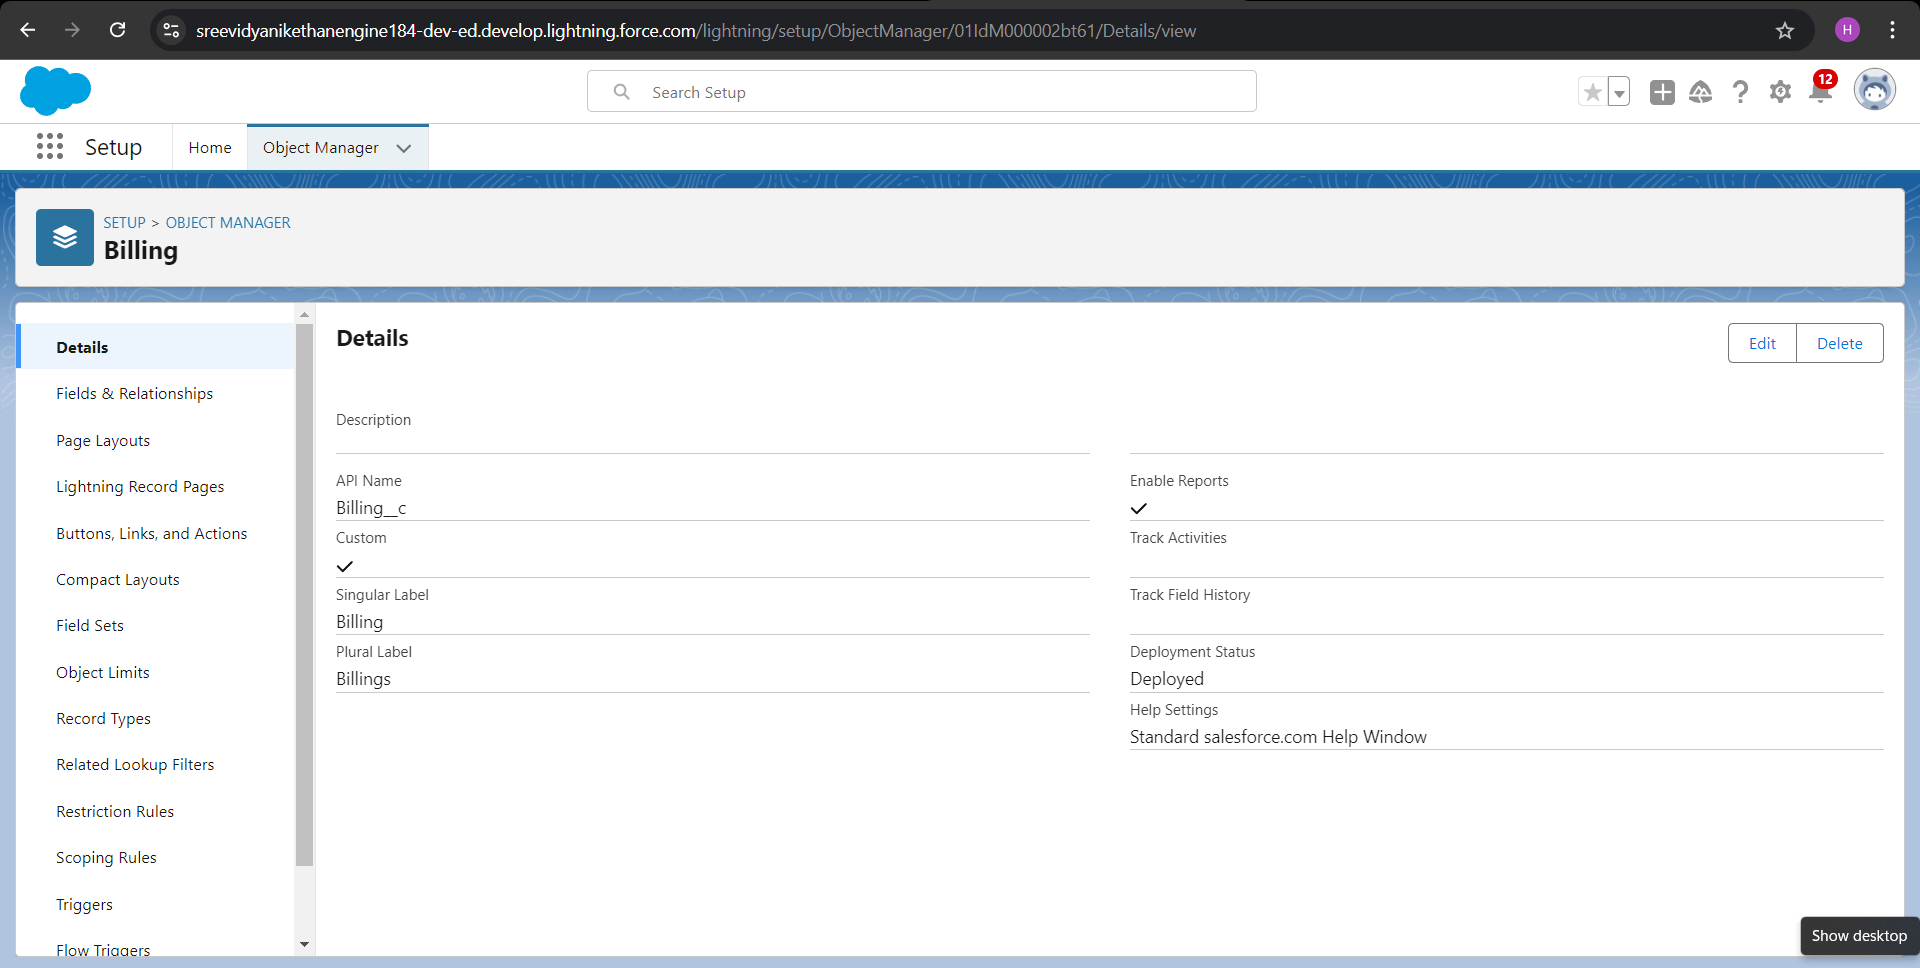 sreevidyanikethanengine184-dev-ed.develop.lightning.force.com/lightning/setup/ObjectManager/01IdM000002bt61/Details/view
H
Search Setup
12
Setup
Home
Object Manager
SETUP > OBJECT MANAGER
Billing
Details
Fields & Relationships
Page Layouts
Lightning Record Pages
Buttons, Links, and Actions
Compact Layouts
Field Sets
Object Limits
Record Types
Related Lookup Filters
Restriction Rules
Scoping Rules
Triggers
Flow Triggers
Details
Edit
Delete
Description
API Name
Billing__c
Custom
Singular Label
Billing
Plural Label
Billings
Enable Reports
Track Activities
Track Field History
Deployment Status
Deployed
Help Settings
Standard salesforce.com Help Window
Show desktop